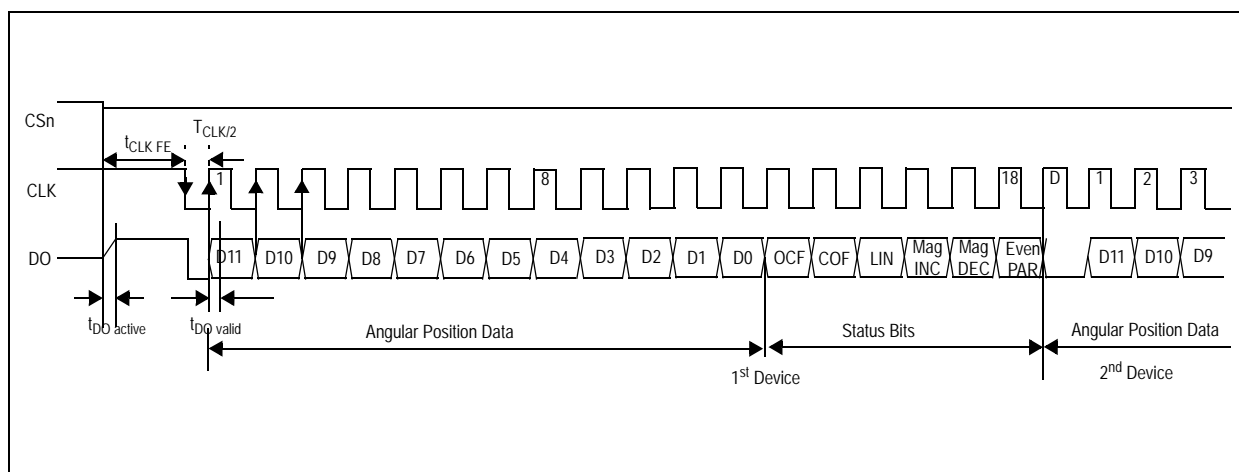 CSn
tCLK FE
TCLK/2
CLK
1
8
18
D
1
2
3
DO
D11
D10
D9
D8
D7
D6
D5
D4
D3
D2
D1
D0
OCF
COF
LIN
Mag
INC
Mag
DEC
Even
PAR
D11
D10
D9
tDO active
tDO valid
Angular Position Data
Status Bits
Angular Position Data
1st Device
2nd Device